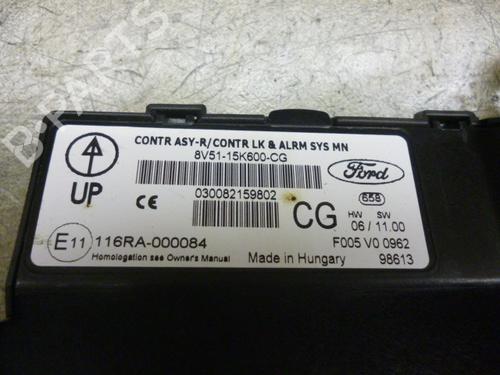 CONTR ASY-R/CONTR LK & ALRM SYS MN
8V51-15K600-CG
UP
CE
030082159802
Ford
658
CG
HW SW
06 / 11.00
E11 116RA-000084
F005 V0 0962
Homologation see Owner's Manual
Made in Hungary
98613
B-PARTS